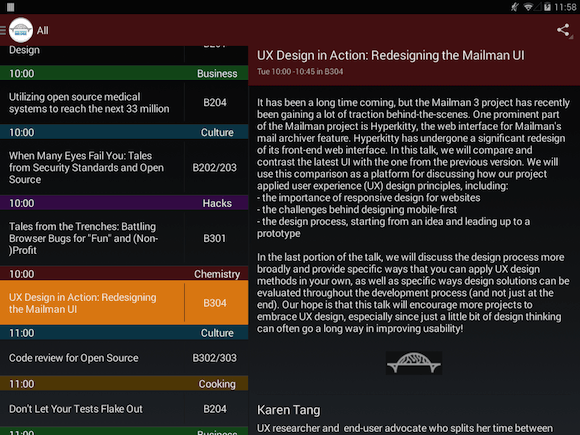 11:58
All
Design
B201
10:00 Business
Utilizing open source medical
systems to reach the next 33 million
B204
10:00 Culture
When Many Eyes Fail You: Tales
from Security Standards and Open
Source
B202/203
10:00 Hacks
Tales from the Trenches: Battling
Browser Bugs for "Fun" and (Non-
)Profit
B301
10:00 Chemistry
UX Design in Action: Redesigning
the Mailman UI
B304
11:00 Culture
Code review for Open Source
B302/303
11:00 Cooking
Don't Let Your Tests Flake Out
B204
11:00 Business
UX Design in Action: Redesigning the Mailman UI
Tue 10:00 -10:45 in B304
It has been a long time coming, but the Mailman 3 project has recently
been gaining a lot of traction behind-the-scenes. One prominent
part of the Mailman project is Hyperkitty, the web interface for Mailman's
mail archiver feature. Hyperkitty has undergone a significant redesign
of its front-end web interface. In this talk, we will compare and
contrast the latest UI with the one from the previous version. We will
use this comparison as a platform for discussing how our project
applied user experience (UX) design principles, including:
- the importance of responsive design for websites
- the challenges behind designing mobile-first
- the design process, starting from an idea and leading up to a
prototype
In the last portion of the talk, we will discuss the design process more
broadly and provide specific ways that you can apply UX design
methods in your own, as well as specific ways design solutions can be
evaluated throughout the development process (and not just at the
end). Our hope is that this talk will encourage more projects to
embrace UX design, especially since just a little bit of design thinking
can often go a long way in improving usability!
Karen Tang
UX researcher and end-user advocate who splits her time between